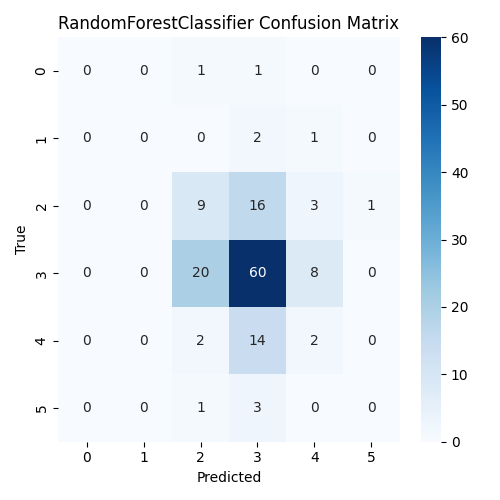 RandomForestClassifier Confusion Matrix
0 0 0 1 1 0 0
1 0 0 0 2 1 0
2 0 0 9 16 3 1
3 0 0 20 60 8 0
4 0 0 2 14 2 0
5 0 0 1 3 0 0
0 1 2 3 4 5
True
Predicted
60
50
40
30
20
10
0